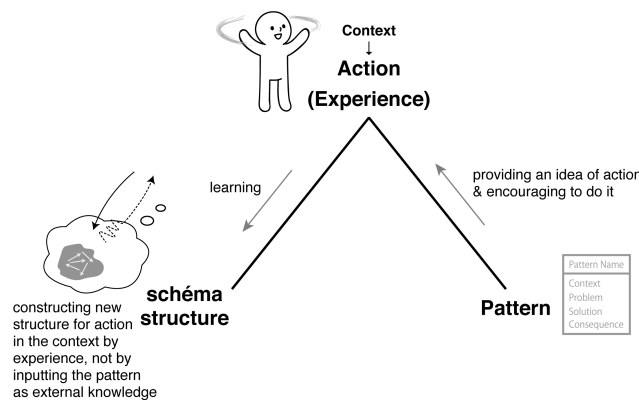 Context
↓
Action
(Experience)
learning
providing an idea of action
& encouraging to do it
schéma
structure
constructing new
structure for action
in the context by
experience, not by
inputting the pattern
as external knowledge
Pattern
Pattern Name
Context
Problem
Solution
Consequence